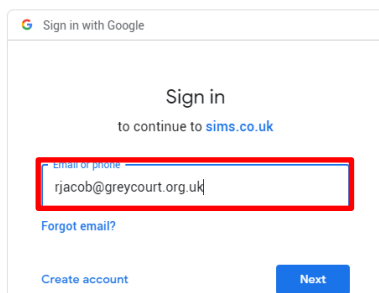 Sign in with Google
Sign in
to continue to sims.co.uk
Email or phone
rjacob@greycourt.org.uk
Forgot email?
Create account
Next